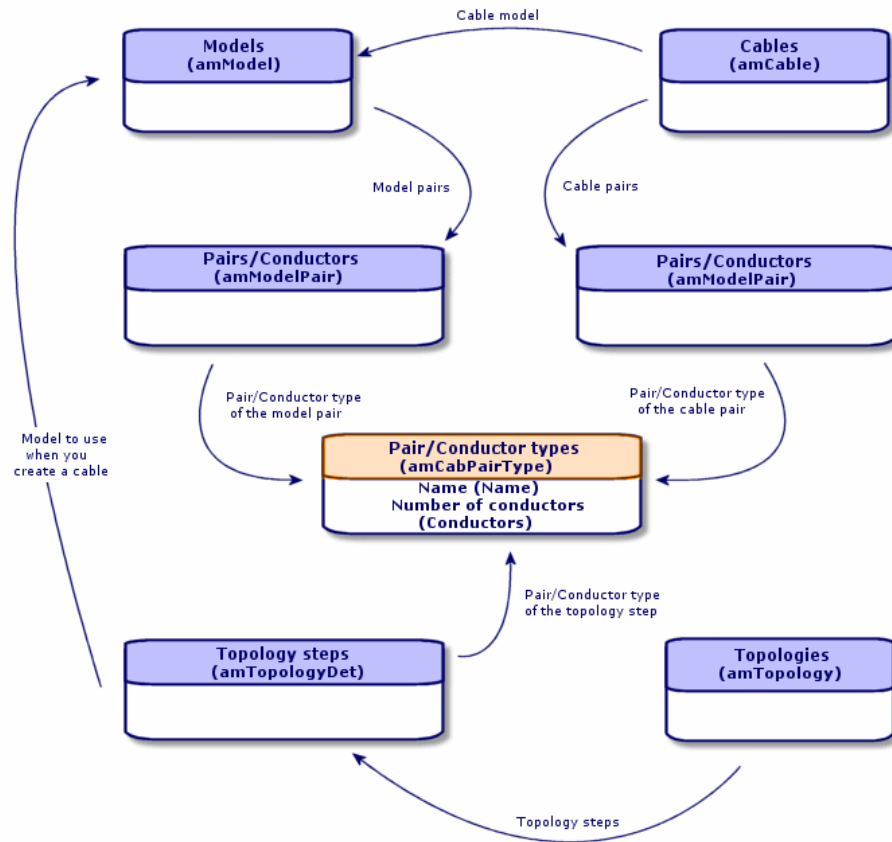 Cable model
Models
(amModel)
Cables
(amCable)
Model pairs
Cable pairs
Pairs/Conductors
(amModelPair)
Pairs/Conductors
(amModelPair)
Pair/Conductor type
of the model pair
Pair/Conductor type
of the cable pair
Model to use
when you
create a cable
Pair/Conductor types
(amCabPairType)
Name (Name)
Number of conductors
(Conductors)
Pair/Conductor type
of the topology step
Topology steps
(amTopologyDet)
Topologies
(amTopology)
Topology steps